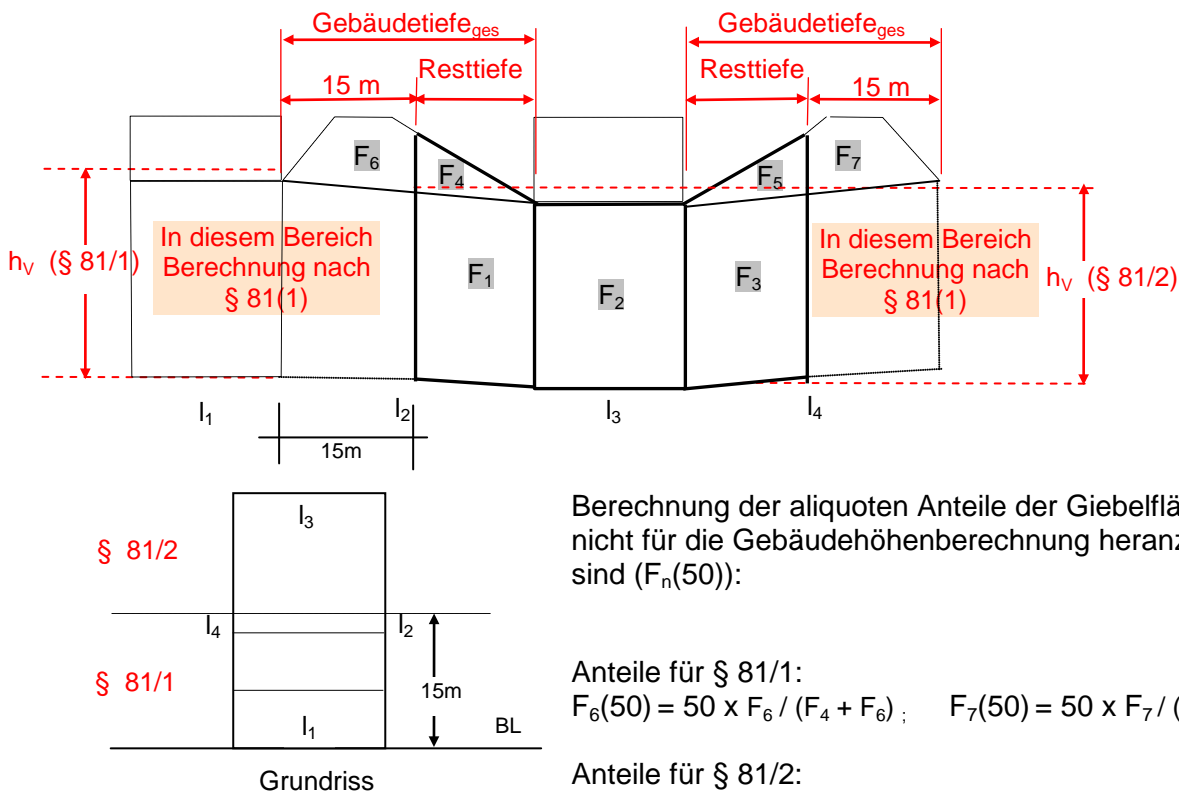 Gebäudetiefeges Gebäudetiefeges
Resttiefe Resttiefe
15 m 15 m
F6 F4 F5 F7
hV (§ 81/1)
In diesem Bereich
Berechnung nach
§ 81(1)
F1 F2 F3
In diesem Bereich
Berechnung nach
§ 81(1)
hV (§ 81/2)
l1 l2 l3 l4
15m
l3
§ 81/2
l4 l2
§ 81/1
15m
l1 BL
Grundriss
Berechnung der aliquoten Anteile der Giebelflä
nicht für die Gebäudehöhenberechnung heranz
sind (Fn(50)):
Anteile für § 81/1:
F6(50) = 50 x F6 / (F4 + F6) ; F7(50) = 50 x F7 / (
Anteile für § 81/2: